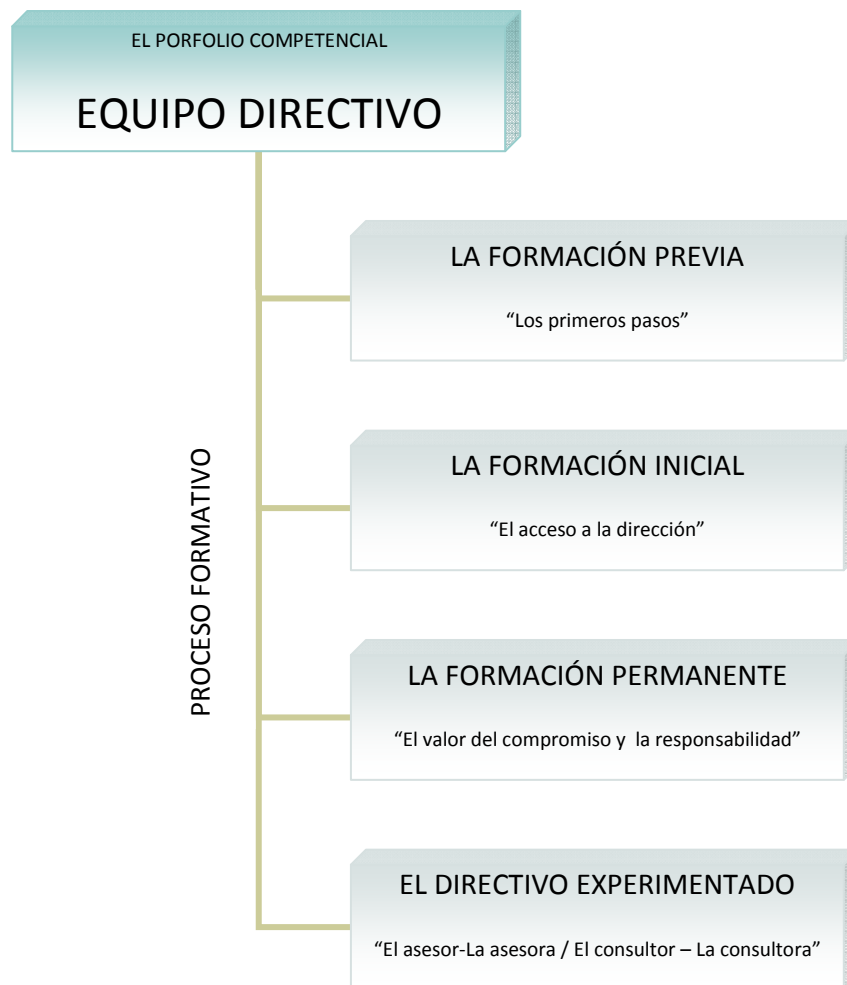 EL PORFOLIO COMPETENCIAL
EQUIPO DIRECTIVO
PROCESO FORMATIVO
LA FORMACIÓN PREVIA
“Los primeros pasos”
LA FORMACIÓN INICIAL
“El acceso a la dirección”
LA FORMACIÓN PERMANENTE
“El valor del compromiso y  la responsabilidad”
EL DIRECTIVO EXPERIMENTADO
“El asesor-La asesora / El consultor – La consultora”